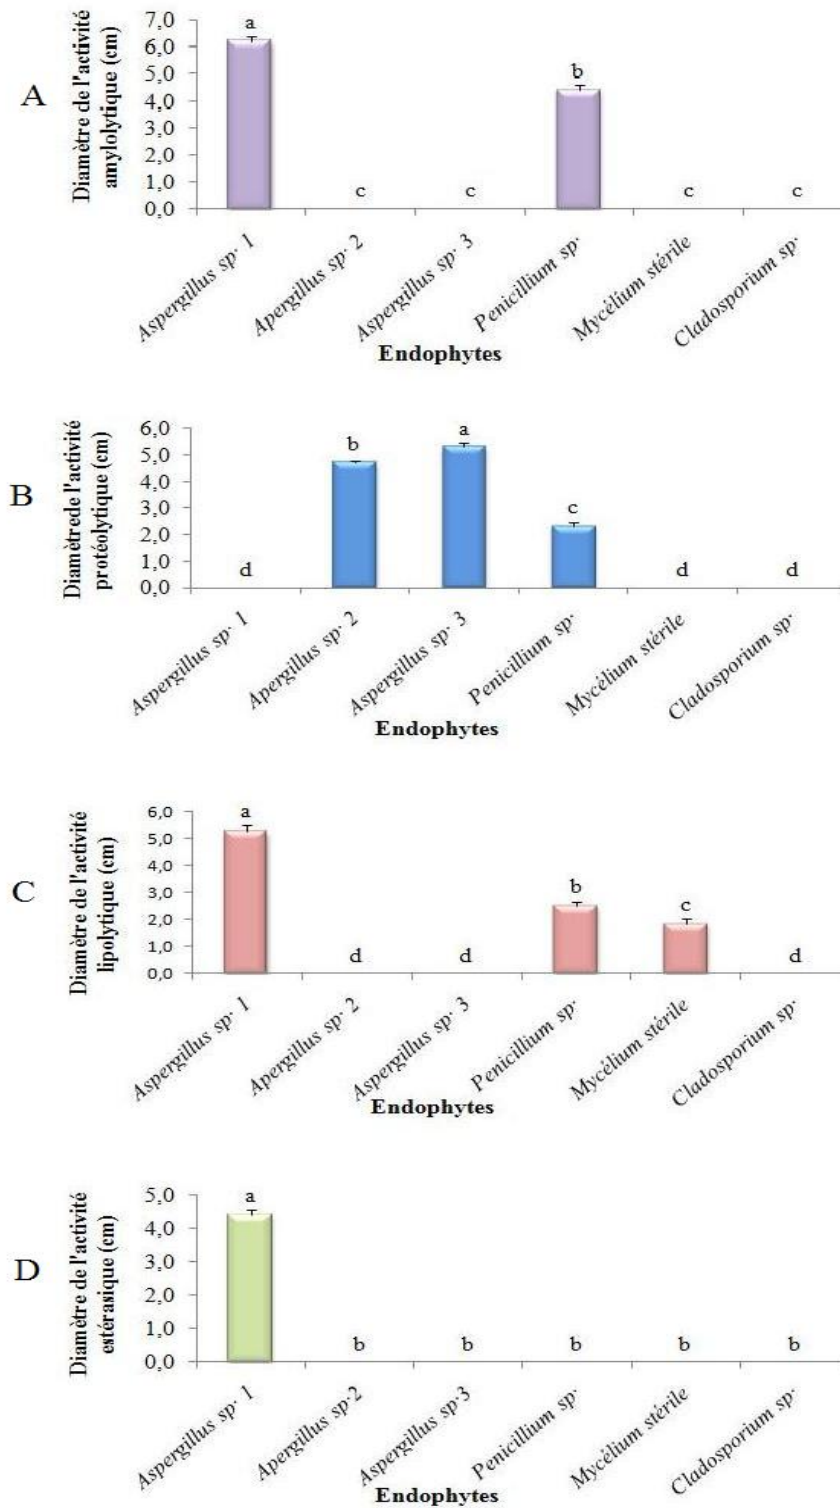 A
Diamètre de l'activité
amylolytique (cm)
7,0
6,0
5,0
4,0
3,0
2,0
1,0
0,0
a
c
c
b
c
c
Aspergillus sp. 1
Apergillus sp. 2
Aspergillus sp. 3
Penicillium sp.
Mycélium stérile
Cladosporium sp.
Endophytes
B
Diamètrede l'activité
protéolytique (cm)
6,0
5,0
4,0
3,0
2,0
1,0
0,0
d
b
a
c
d
d
Aspergillus sp. 1
Apergillus sp. 2
Aspergillus sp. 3
Penicillium sp.
Mycélium stérile
Cladosporium sp.
Endophytes
C
Diamètre de l'activité
lipolytique (cm)
6,0
5,0
4,0
3,0
2,0
1,0
0,0
a
d
d
b
c
d
Aspergillus sp. 1
Apergillus sp. 2
Aspergillus sp. 3
Penicillium sp.
Mycélium stérile
Cladosporium sp.
Endophytes
D
Diamètre de l'activité
estérasique (cm)
5,0
4,0
3,0
2,0
1,0
0,0
a
b
b
b
b
b
Aspergillus sp. 1
Apergillus sp.2
Aspergillus sp.3
Penicillium sp.
Mycélium stérile
Cladosporium sp.
Endophytes